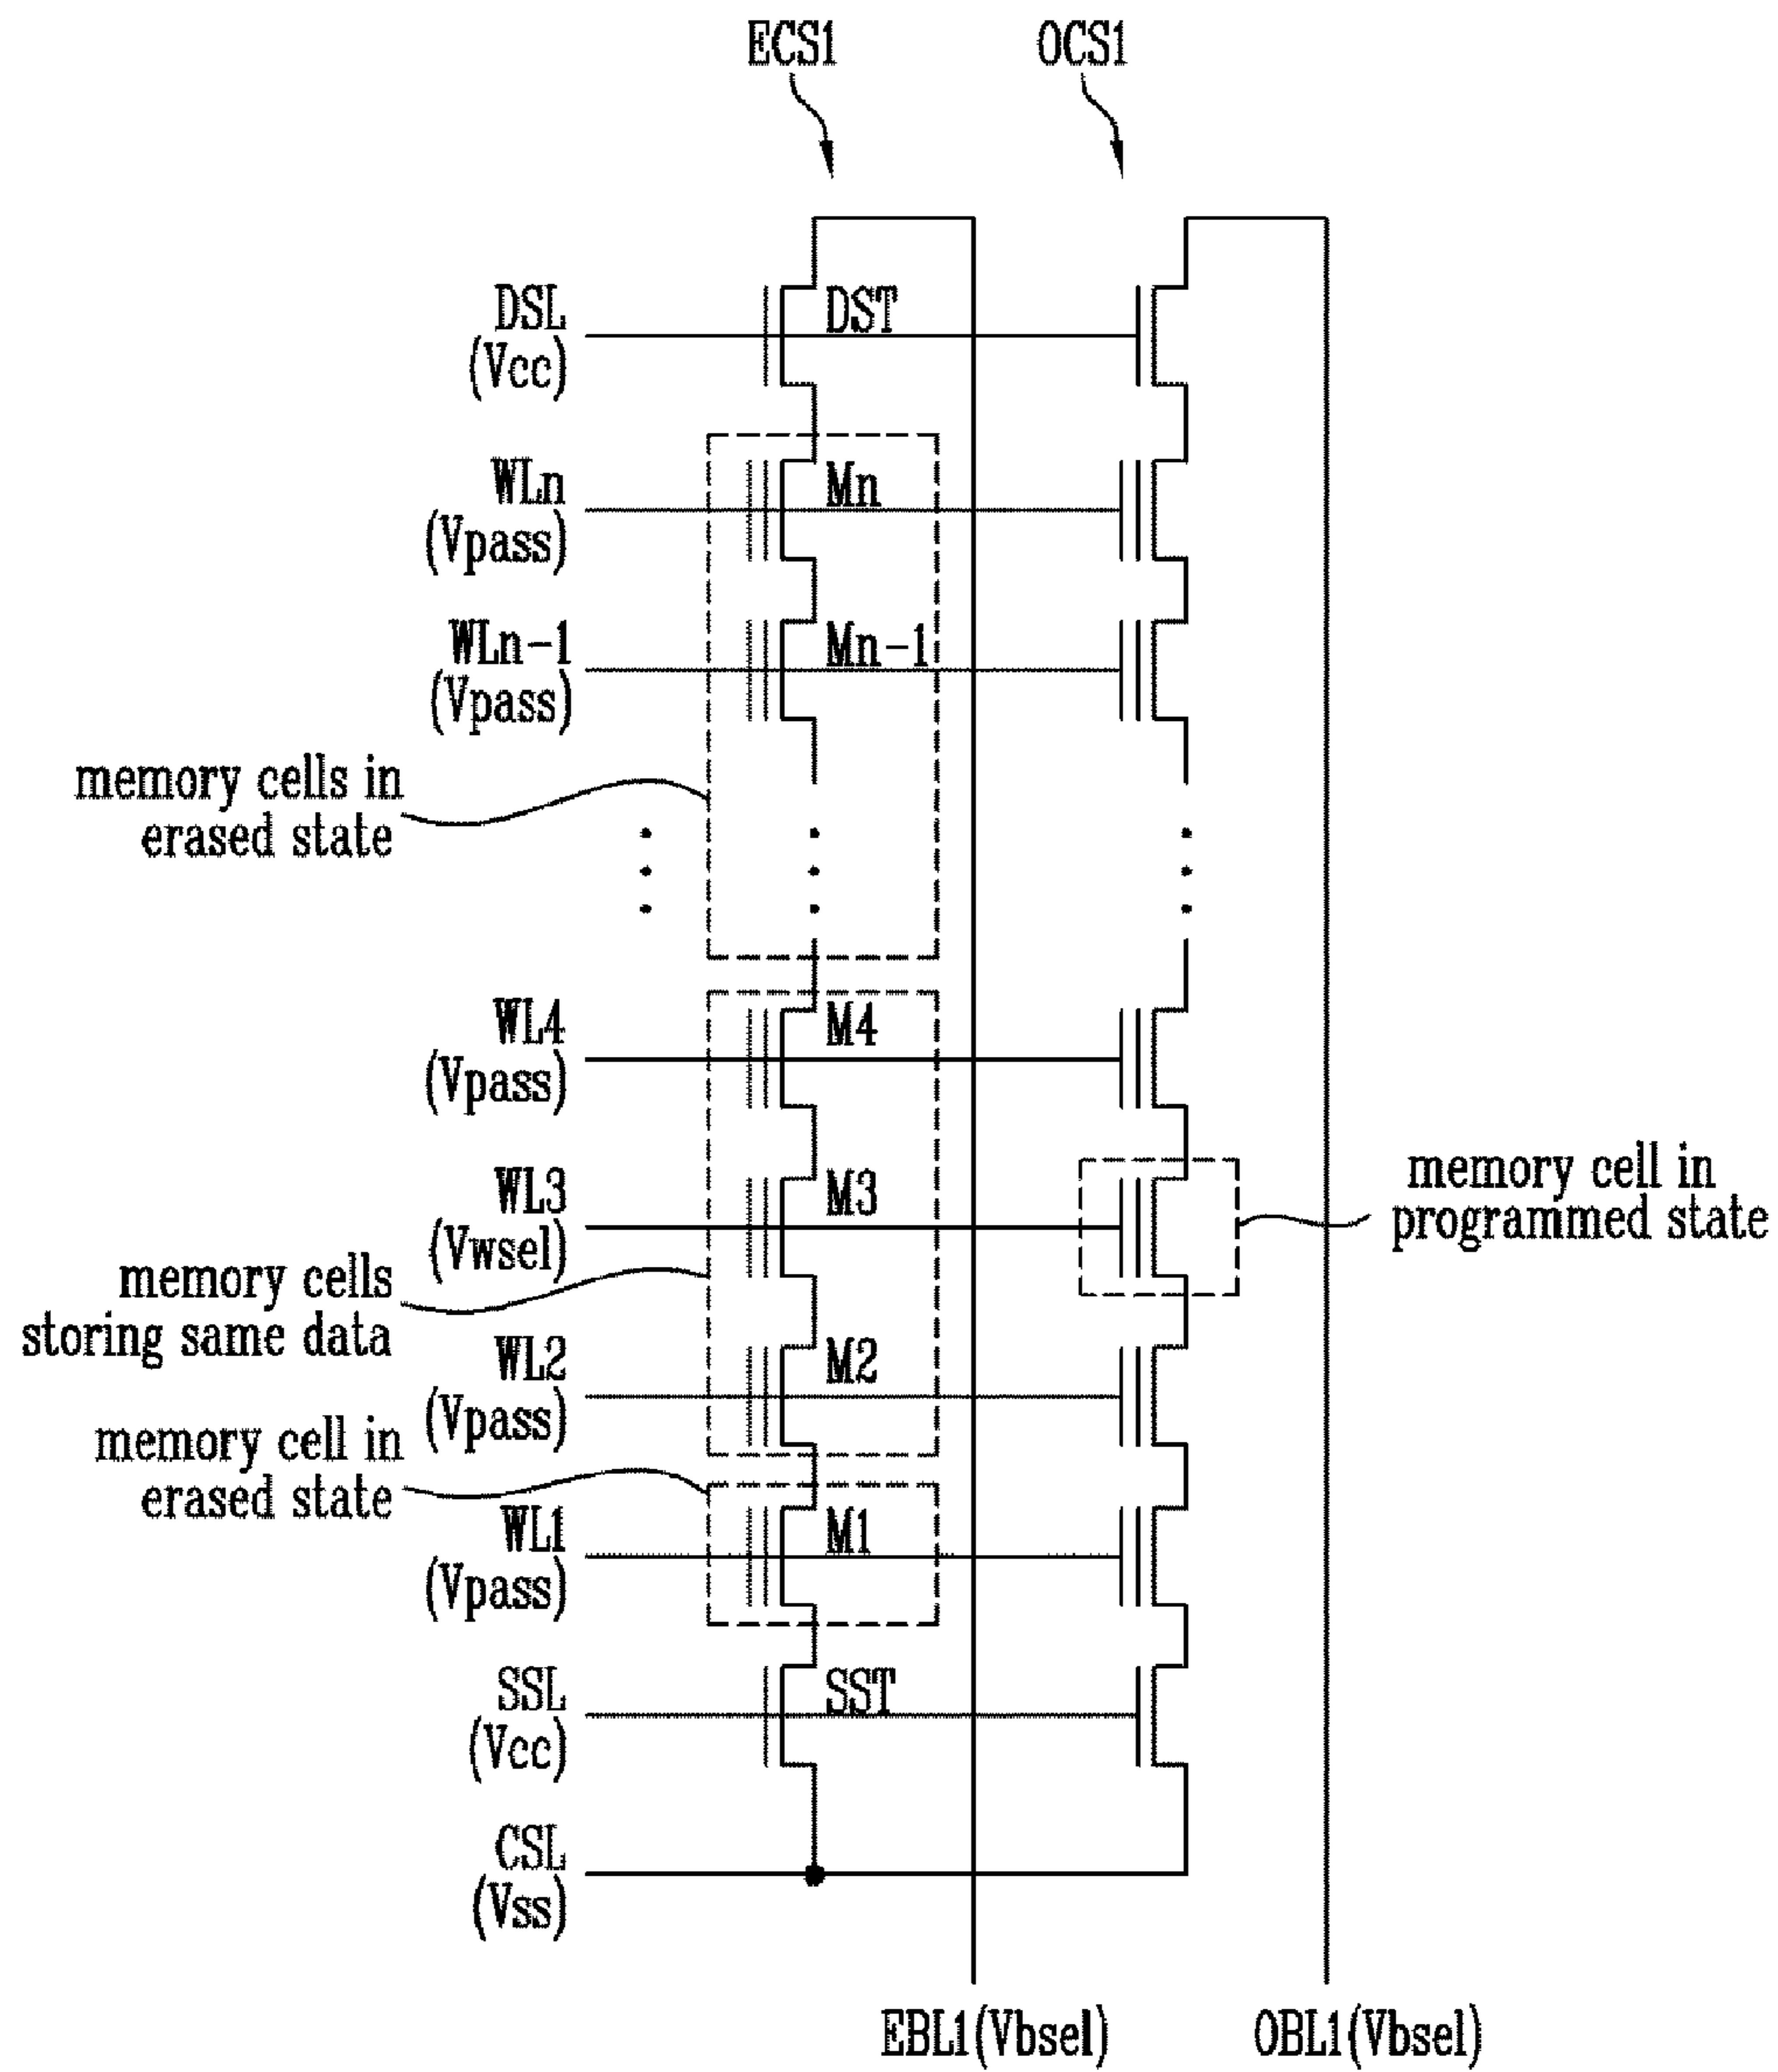 ECS1
OCS1
DSL
(Vcc)
DST
WLn
(Vpass)
Mn
WLn-1
(Vpass)
Mn-1
memory cells in
erased state
WL4
(Vpass)
M4
WL3
(Vwsel)
M3
memory cell in
programmed state
memory cells
storing same data
WL2
(Vpass)
M2
memory cell in
erased state
WL1
(Vpass)
M1
SSL
(Vcc)
SST
CSL
(Vss)
EBL1(Vbsel)
OBL1(Vbsel)